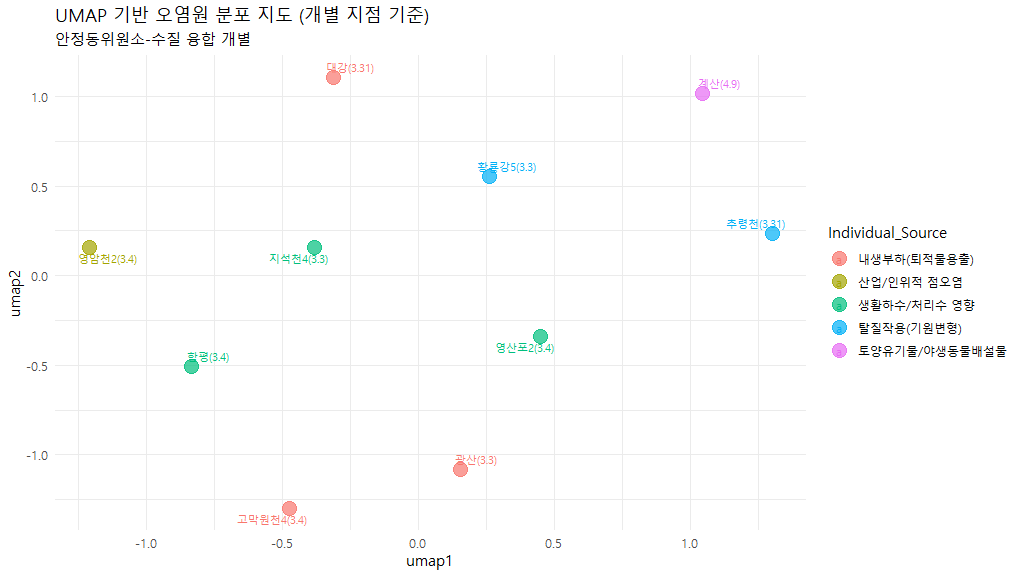 UMAP 기반 오염원 분포 지도 (개별 지점 기준)
안정동위원소-수질 융합 개별
대강(3.31)
계산(4.9)
황룡강5(3.3)
추령천(3.31)
영암천2(3.4)
지석천4(3.3)
함평(3.4)
영산포2(3.4)
광산(3.3)
고막원천4(3.4)
1.0
0.5
0.0
-0.5
-1.0
umap2
-1.0
-0.5
0.0
0.5
1.0
umap1
Individual_Source
a 내생부하(퇴적물용출)
a 산업/인위적 점오염
a 생활하수/처리수 영향
a 탈질작용(기원변형)
a 토양유기물/야생동물배설물